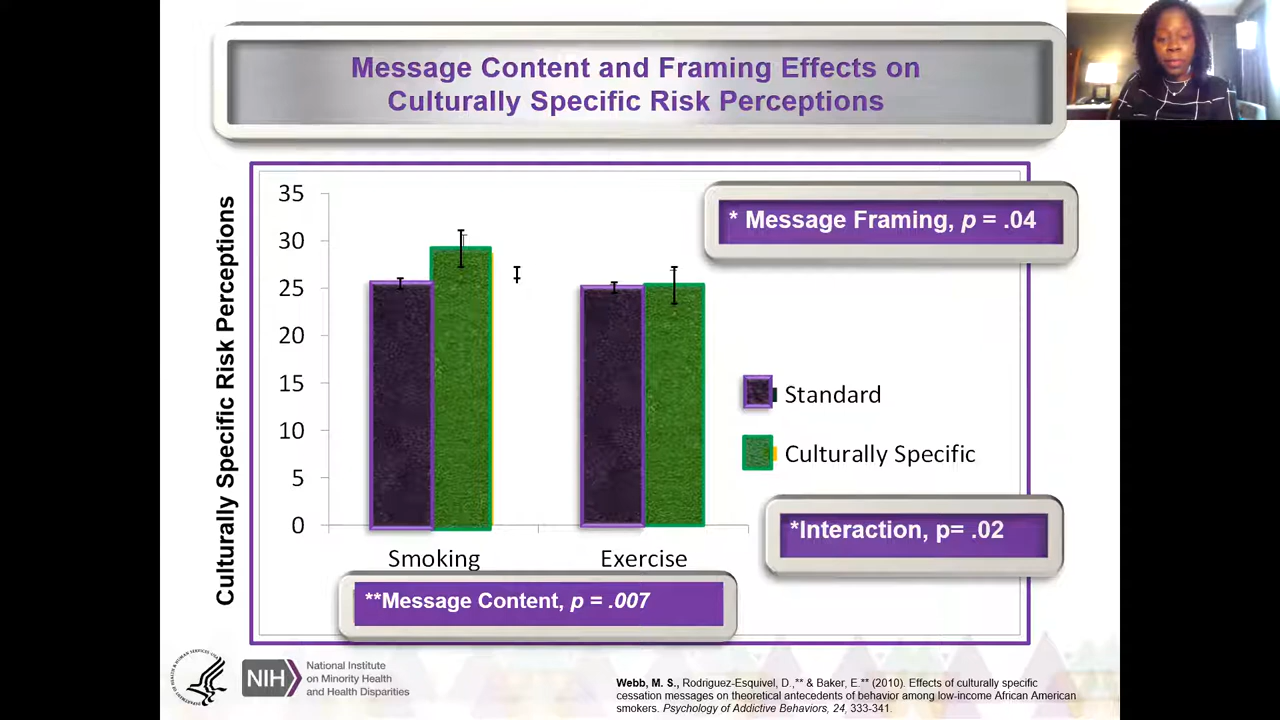 Message Content and Framing Effects on
Culturally Specific Risk Perceptions
Culturally Specific Risk Perceptions
35
30
25
20
15
10
5
0
Smoking
Exercise
* Message Framing, p = .04
Standard
Culturally Specific
*Interaction, p= .02
**Message Content, p = .007
NIH
National Institute
on Minority Health
and Health Disparities
Webb, M. S., Rodriguez-Esquivel, D.,** & Baker, E.** (2010). Effects of culturally specific
cessation messages on theoretical antecedents of behavior among low-income African American
smokers. Psychology of Addictive Behaviors, 24, 333-341.